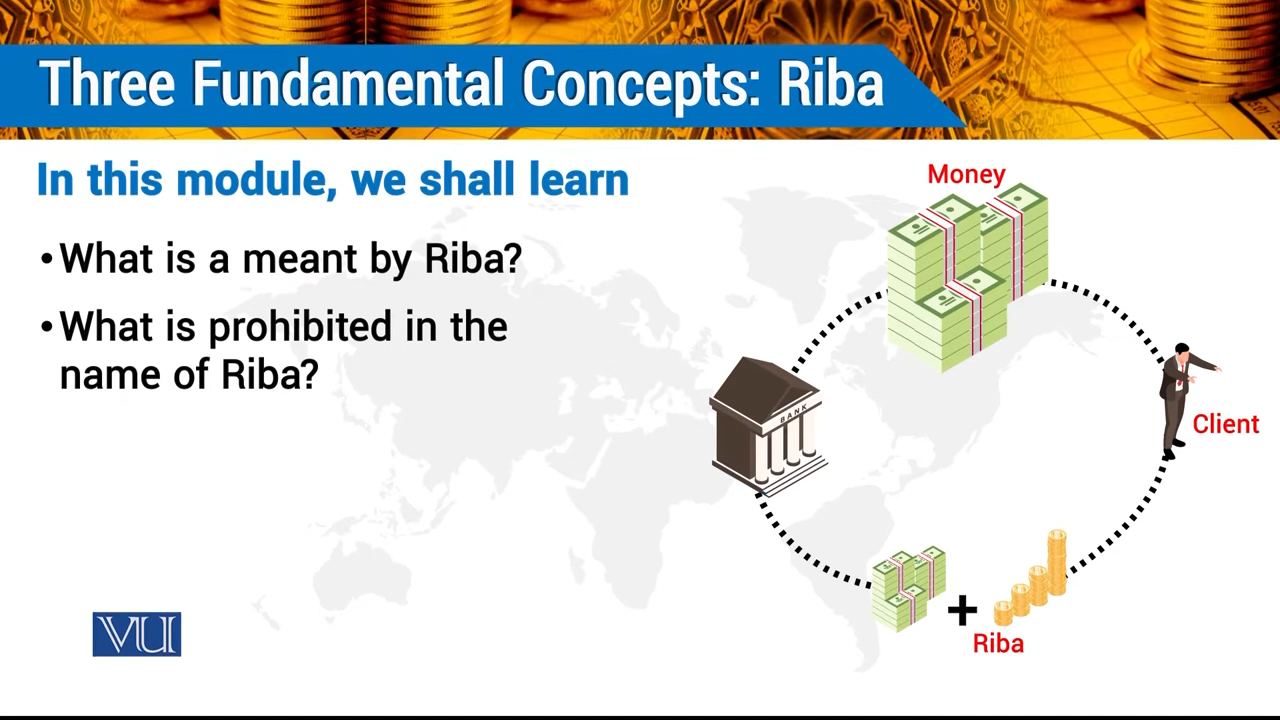 Three Fundamental Concepts: Riba
In this module, we shall learn
•What is a meant by Riba?
•What is prohibited in the
name of Riba?
Money
BANK
Client
+
Riba
VU